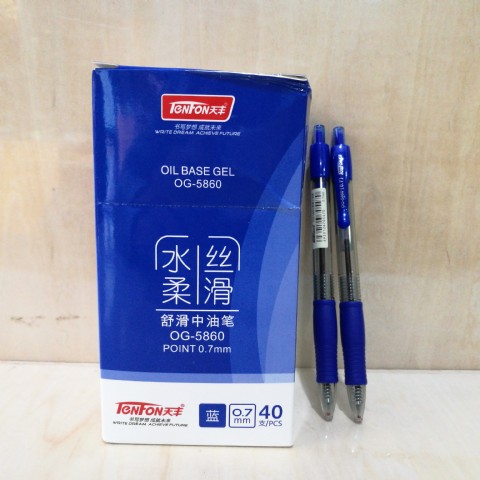 TENFON天丰
书写梦想 成就未来
WRITE DREAM ACHIEVE FUTURE
OIL BASE GEL
OG-5860
水柔
丝滑
舒滑中油笔
OG-5860
POINT 0.7mm
TENFON天丰
书写梦想 成就未来
WRITE DREAM ACHIEVE FUTURE
蓝
0.7
mm
40
支/PCS